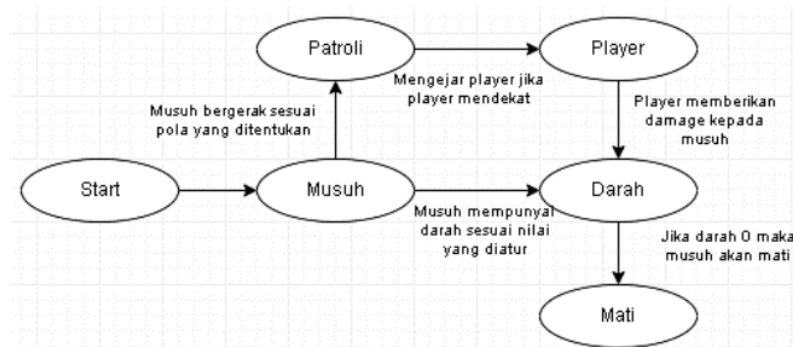 Patroli
Player
Mengejar player jika
player mendekat
Musuh bergerak sesuai
pola yang ditentukan
Player memberikan
damage kepada
musuh
Start
Musuh
Darah
Musuh mempunyai
darah sesuai nilai
yang diatur
Jika darah 0 maka
musuh akan mati
Mati